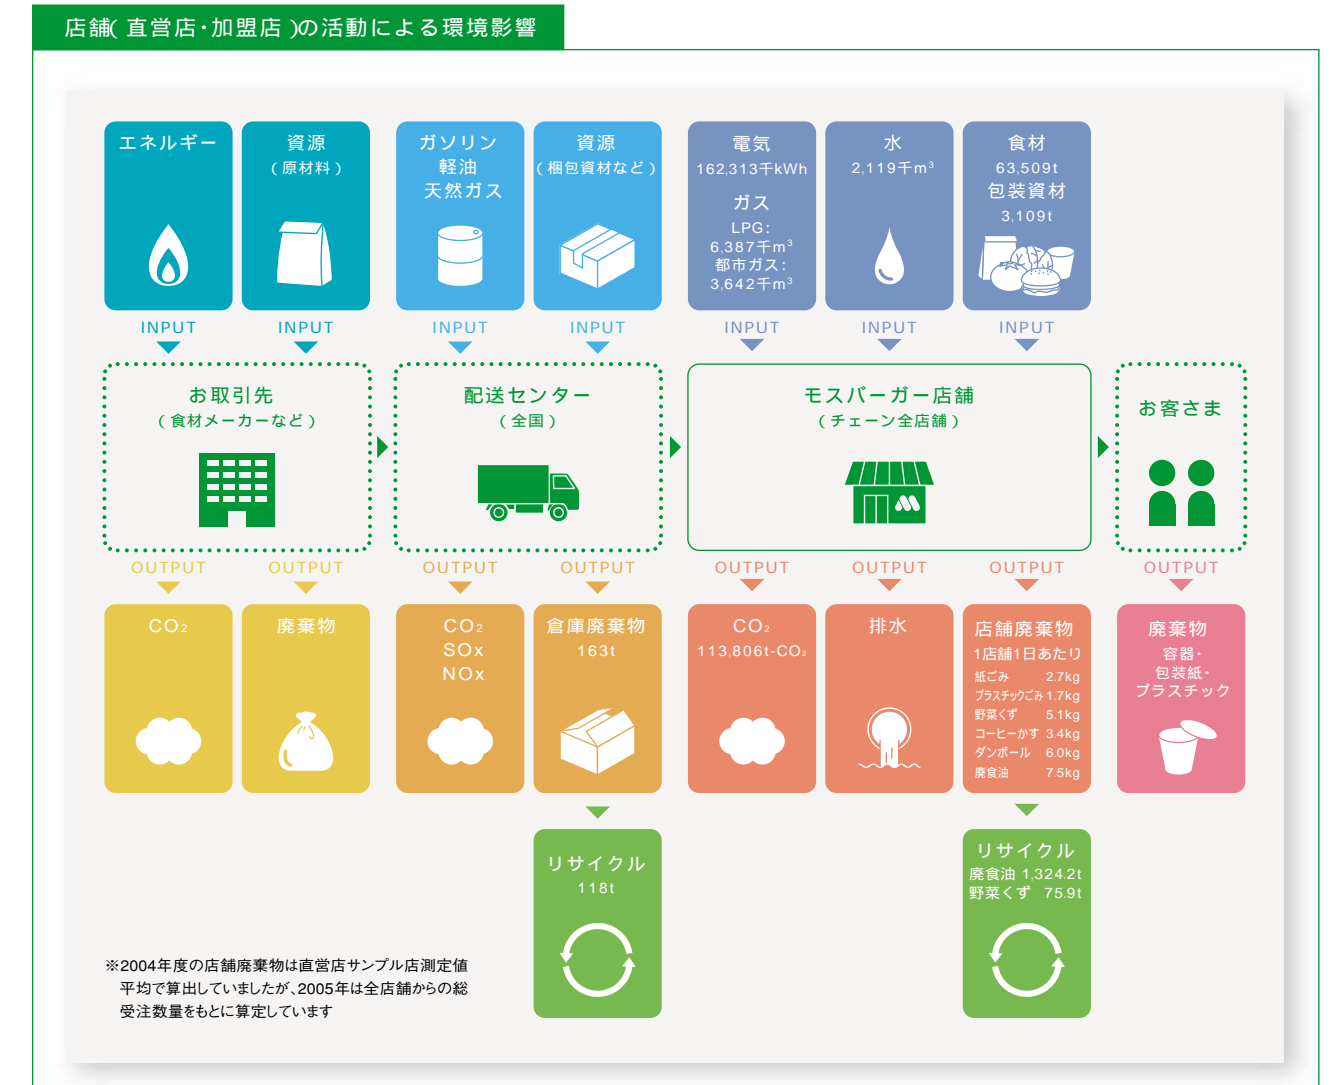 店舗(直営店・加盟店)の活動による環境影響
エネルギー
資源
(原材料)
ガソリン
軽油
天然ガス
資源
(梱包資材など)
電気
162,313千kWh
ガス
LPG:
6,387千m³
都市ガス:
3,642千m³
水
2,119千m³
食材
63,509t
包装資材
3,109t
INPUT
INPUT
INPUT
INPUT
INPUT
INPUT
INPUT
お取引先
(食材メーカーなど)
配送センター
(全国)
モスバーガー店舗
(チェーン全店舗)
お客さま
OUTPUT
OUTPUT
OUTPUT
OUTPUT
OUTPUT
OUTPUT
OUTPUT
OUTPUT
CO₂
廃棄物
CO₂
SOx
NOx
倉庫廃棄物
163t
CO₂
113,806t-CO₂
排水
店舗廃棄物
1店舗1日あたり
紙ごみ 2.7kg
プラスチックごみ 1.7kg
野菜くず 5.1kg
コーヒーかす 3.4kg
ダンボール 6.0kg
廃食油 7.5kg
廃棄物
容器・
包装紙・
プラスチック
リサイクル
118t
リサイクル
廃食油 1,324.2t
野菜くず 75.9t
※2004年度の店舗廃棄物は直営店サンプル店測定値
平均で算出していましたが、2005年は全店舗からの総
受注数量をもとに算定しています